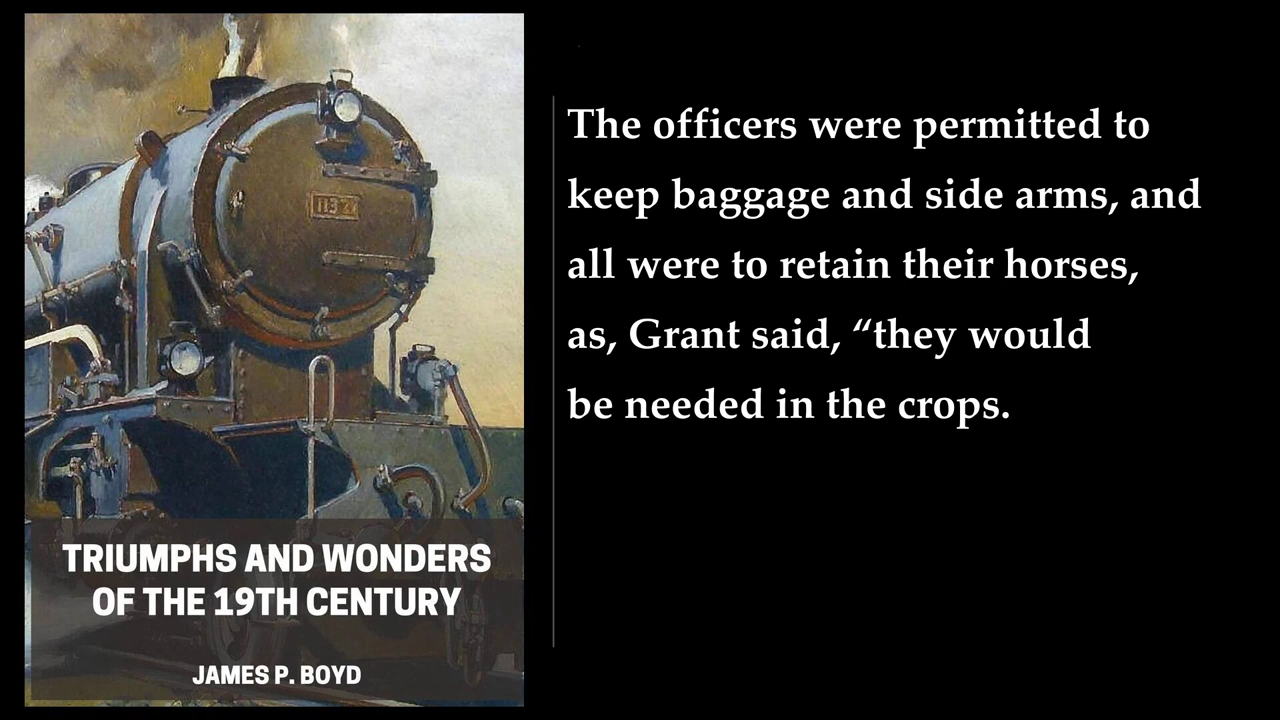 TRIUMPHS AND WONDERS
OF THE 19TH CENTURY
JAMES P. BOYD
The officers were permitted to
keep baggage and side arms, and
all were to retain their horses,
as, Grant said, “they would
be needed in the crops.